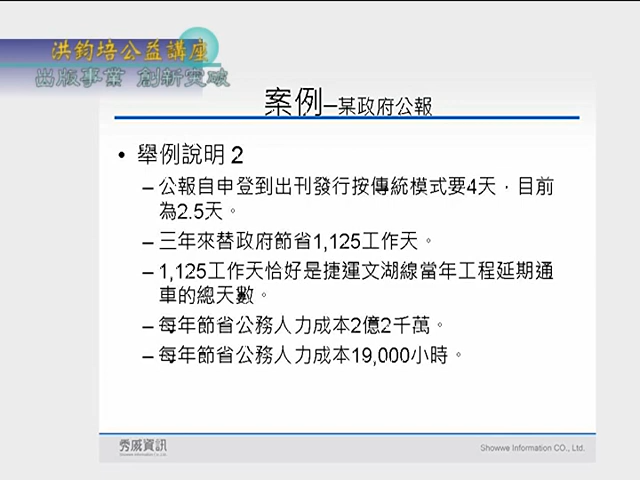 洪鈞培公益講座
出版事業 創新突破
案例–某政府公報
• 舉例說明 2
–公報自申登到出刊發行按傳統模式要4天，目前
為2.5天。
–三年來替政府節省1,125工作天。
–1,125工作天恰好是捷運文湖線當年工程延期通
車的總天數。
–每年節省公務人力成本2億2千萬。
–每年節省公務人力成本19,000小時。
秀威資訊
Showwe Information CO., Ltd.